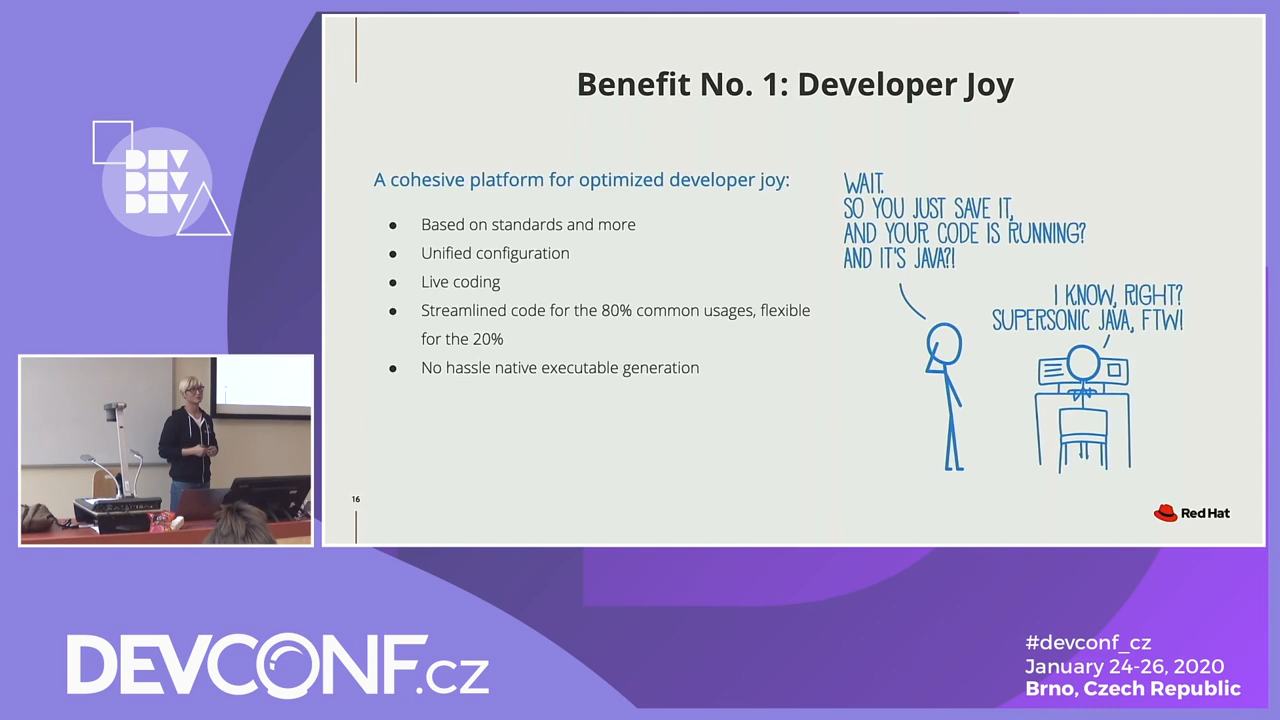 Benefit No. 1: Developer Joy
DEV
DEV
DEV
A cohesive platform for optimized developer joy:
● Based on standards and more
● Unified configuration
● Live coding
● Streamlined code for the 80% common usages, flexible
for the 20%
● No hassle native executable generation
WAIT.
SO YOU JUST SAVE IT,
AND YOUR CODE IS RUNNING?
AND IT'S JAVA?!
I KNOW, RIGHT?
SUPERSONIC JAVA, FTW!
16
Red Hat
DEVCONF.cz
#devconf_cz
January 24-26, 2020
Brno, Czech Republic